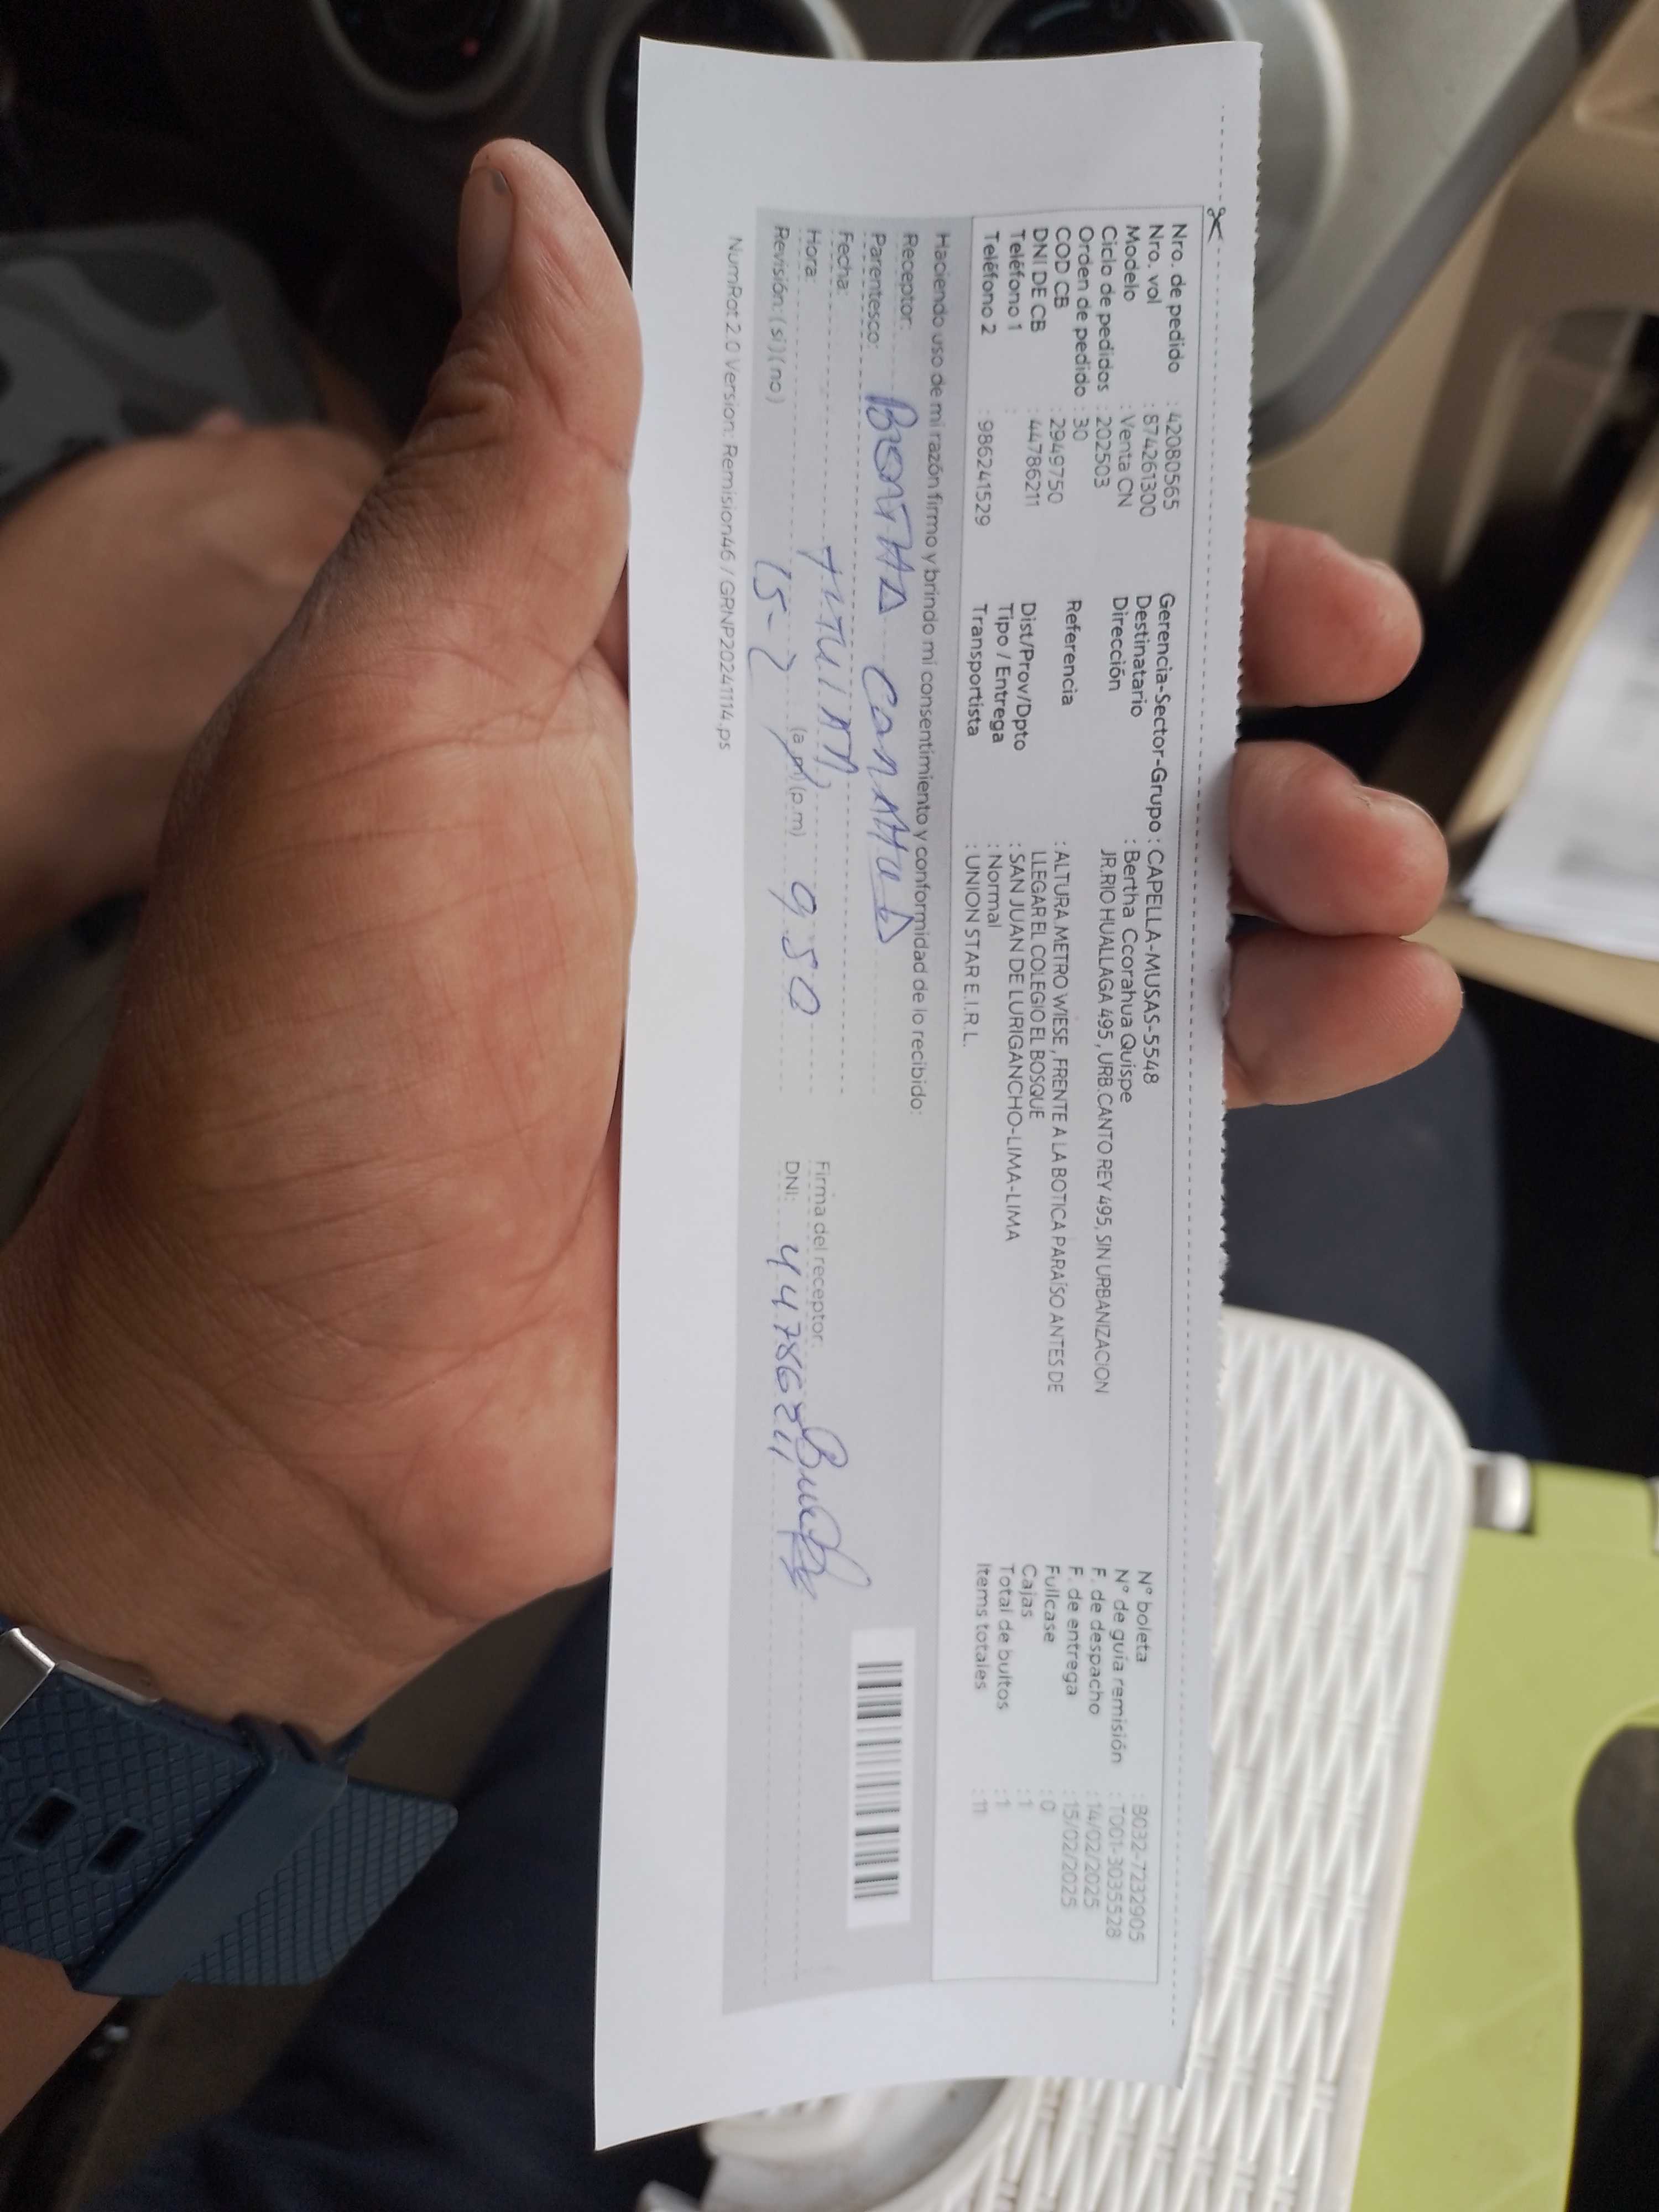 Nro. de pedido : 42080565
Nro. vol : 874261300
Modelo : Venta CN
Ciclo de pedidos : 202503
Orden de pedido : 30
COD CB : 2949750
DNI DE CB : 44786211
Teléfono 1 :
Teléfono 2 : 986241529
Gerencia-Sector-Grupo : CAPELLA-MUSAS-5548
Destinatario : Bertha Ccorahua Quispe
Dirección JR.RIO HUALLAGA 495 , URB.CANTO REY 495, SIN URBANIZACION
Referencia : ALTURA METRO WIESE , FRENTE A LA BOTICA PARAÍSO ANTES DE
LLEGAR EL COLEGIO EL BOSQUE
Dist/Prov/Dpto : SAN JUAN DE LURIGANCHO-LIMA-LIMA
Tipo / Entrega : Normal
Transportista : UNION STAR E.I.R.L.
N° boleta : B032-7232905
N° de guía remisión : T001-3035528
F. de despacho : 14/02/2025
F. de entrega : 15/02/2025
Fullcase : 0
Cajas : 1
Total de bultos : 1
Items totales : 11
Haciendo uso de mi razón firmo y brindo mi consentimiento y conformidad de lo recibido:
Receptor:
Parentesco:
Fecha: 15-2
Hora: (a.m) (p.m) 9 50
Revisión: ( si ) ( no )
Firma del receptor:
DNI: 44786211
NumRot 2.0 Version: Remision46 / GRNP20241114.ps